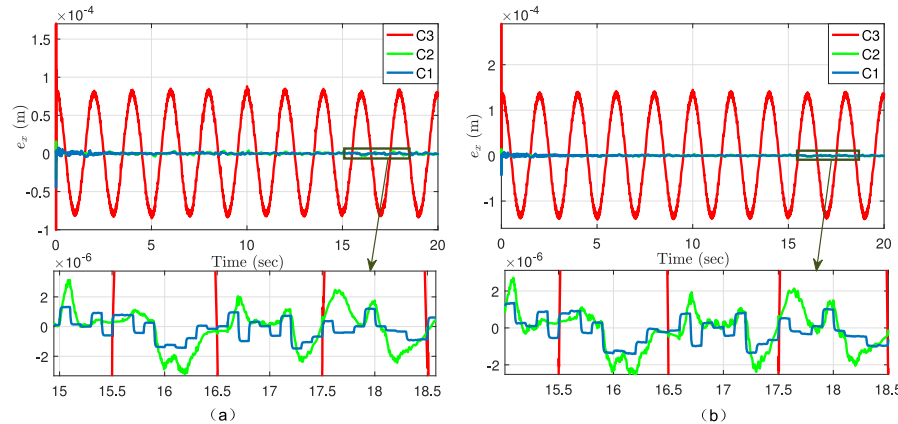 ×10⁻⁴
1.5
1
0.5
0
-0.5
-1
e_x (m)
C3
C2
C1
0 5 10 15 20
Time (sec)
×10⁻⁶
2
0
-2
15 15.5 16 16.5 17 17.5 18 18.5
(a)
×10⁻⁴
2
1
0
-1
e_x (m)
C3
C2
C1
0 5 10 15 20
Time (sec)
×10⁻⁶
2
0
-2
15.5 16 16.5 17 17.5 18 18.5
(b)